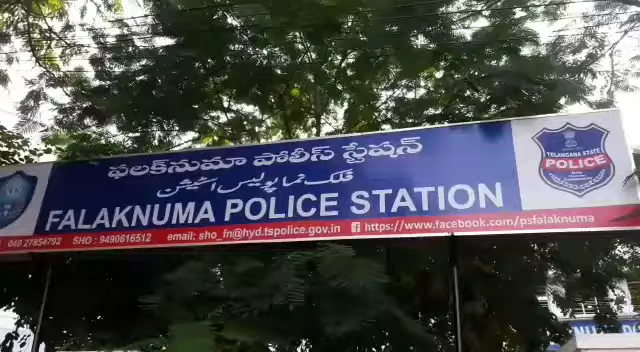 ఫలక్‌నుమా పోలీస్ స్టేషన్
فلک نما پولیس اسٹیشن
FALAKNUMA POLICE STATION
040 27854792 SHO : 9490616512 email: sho_fn@hyd.tspolice.gov.in https://www.facebook.com/psfalaknuma
TELANGANA STATE
POLICE